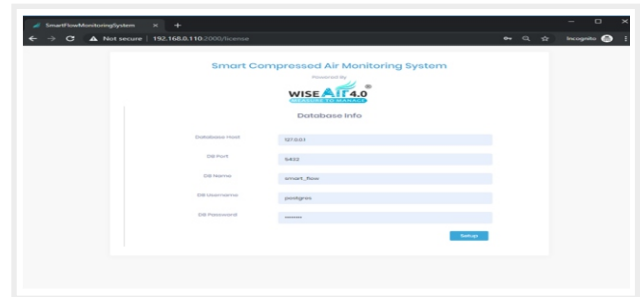 SmartFlowMonitoringSystem
Not secure | 192.168.0.110:2000/license
Incognito
Smart Compressed Air Monitoring System
Powered By
WISE Air 4.0
MEASURE TO MANAGE
Database Info
Database Host
127.0.0.1
DB Port
5432
DB Name
smart_flow
DB Username
postgres
DB Password
Setup